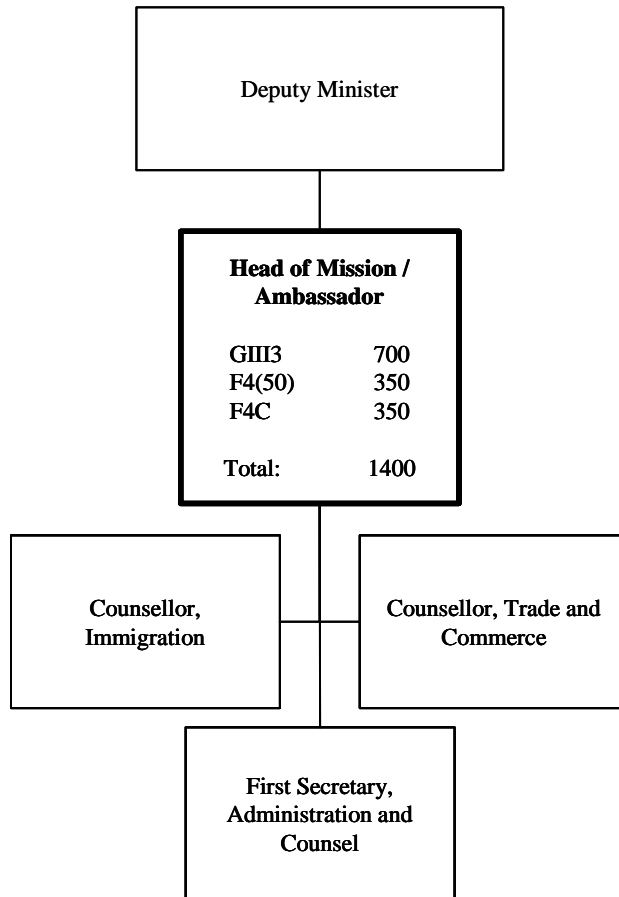 Deputy Minister
Head of Mission /
Ambassador
GIII3 700
F4(50) 350
F4C 350
Total: 1400
Counsellor,
Immigration
Counsellor, Trade and
Commerce
First Secretary,
Administration and
Counsel